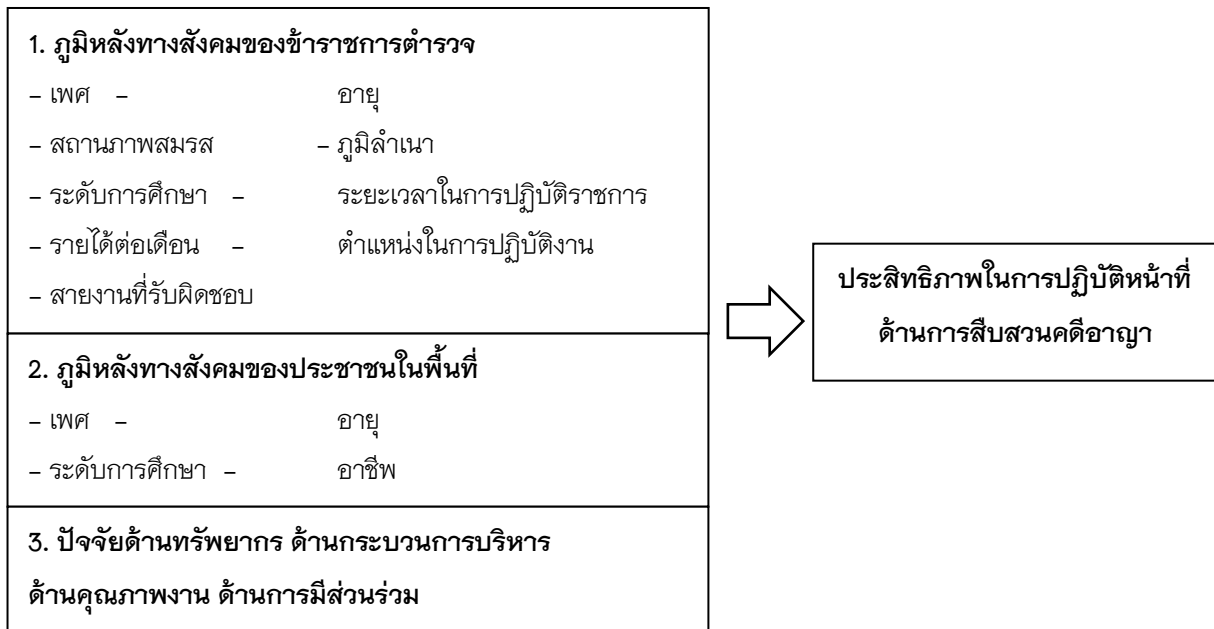 1. ภูมิหลังทางสังคมของข้าราชการตำรวจ
– เพศ – อายุ
– สถานภาพสมรส – ภูมิลำเนา
– ระดับการศึกษา – ระยะเวลาในการปฏิบัติราชการ
– รายได้ต่อเดือน – ตำแหน่งในการปฏิบัติงาน
– สายงานที่รับผิดชอบ
2. ภูมิหลังทางสังคมของประชาชนในพื้นที่
– เพศ – อายุ
– ระดับการศึกษา – อาชีพ
3. ปัจจัยด้านทรัพยากร ด้านกระบวนการบริหาร
ด้านคุณภาพงาน ด้านการมีส่วนร่วม
ประสิทธิภาพในการปฏิบัติหน้าที่
ด้านการสืบสวนคดีอาญา